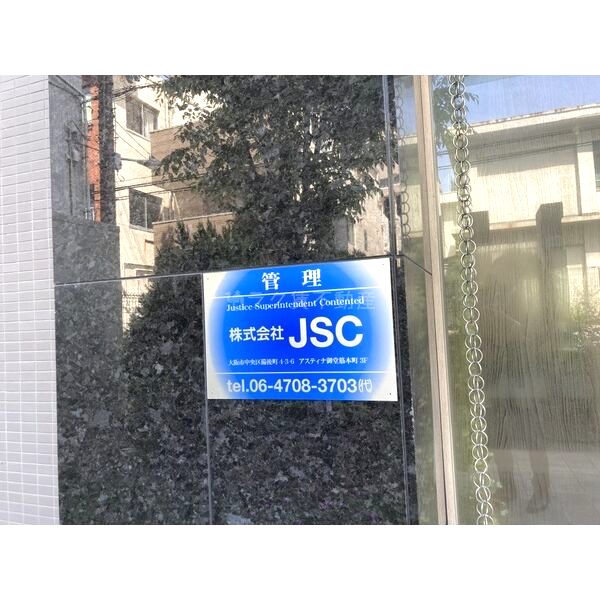 管理
Justice Superintendent Contented
株式会社 JSC
大阪市中央区備後町 4-3-6 アスティナ御堂筋本町 3F
tel.06-4708-3703㈹